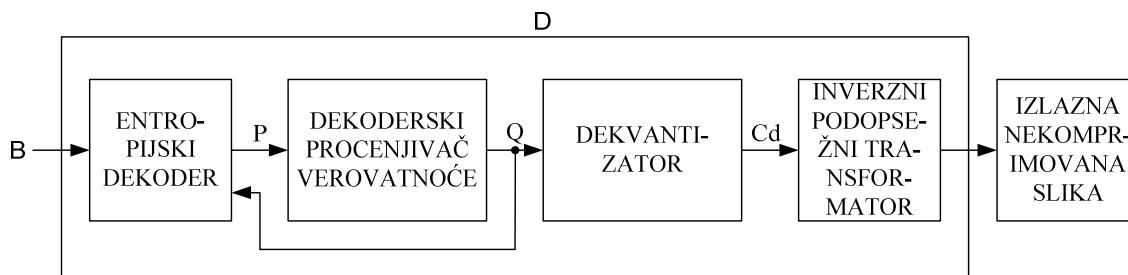 D
B
ENTRO-
PIJSKI
DEKODER
P
DEKODERSKI
PROCENJIVAČ
VEROVATNOĆE
Q
DEKVANTI-
ZATOR
Cd
INVERZNI
PODOPSE-
ŽNI TRA-
NSFOR-
MATOR
IZLAZNA
NEKOMPR-
IMOVANA
SLIKA